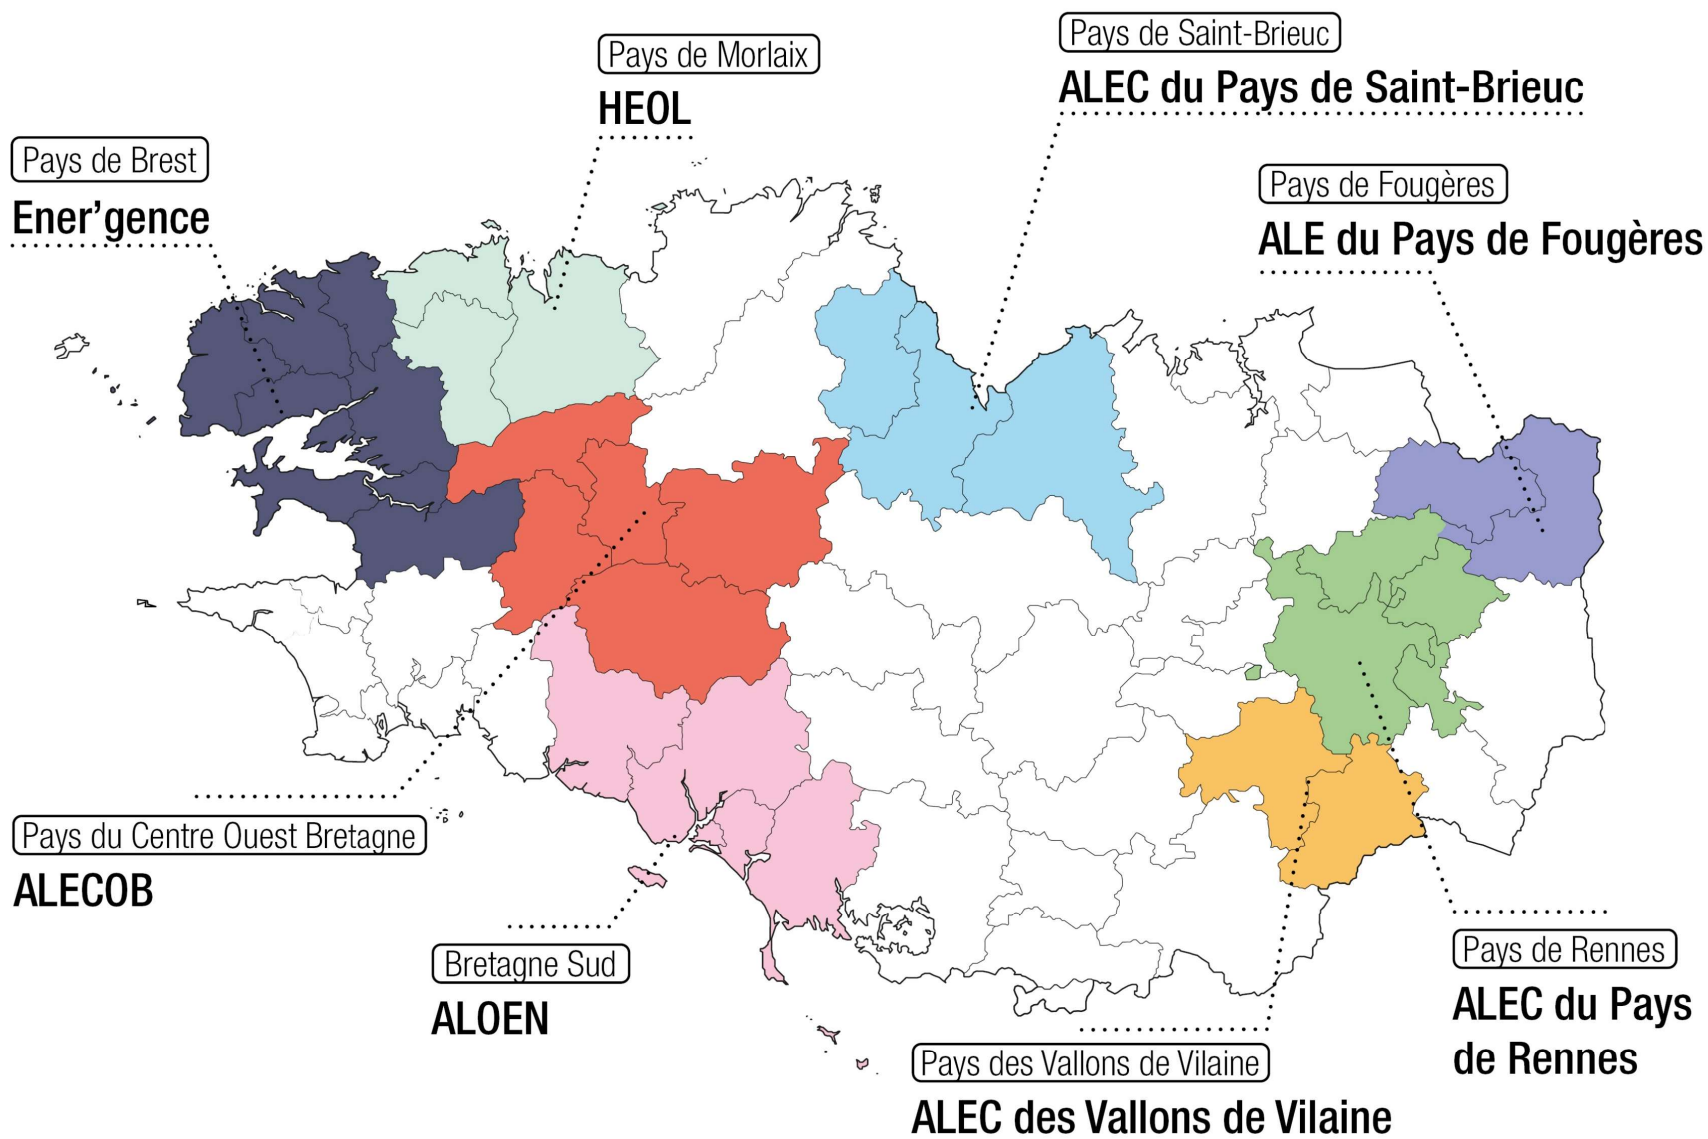 Pays de Morlaix
HEOL
Pays de Saint-Brieuc
ALEC du Pays de Saint-Brieuc
Pays de Brest
Ener’gence
Pays de Fougères
ALE du Pays de Fougères
Pays du Centre Ouest Bretagne
ALECOB
Bretagne Sud
ALOEN
Pays de Rennes
ALEC du Pays
de Rennes
Pays des Vallons de Vilaine
ALEC des Vallons de Vilaine